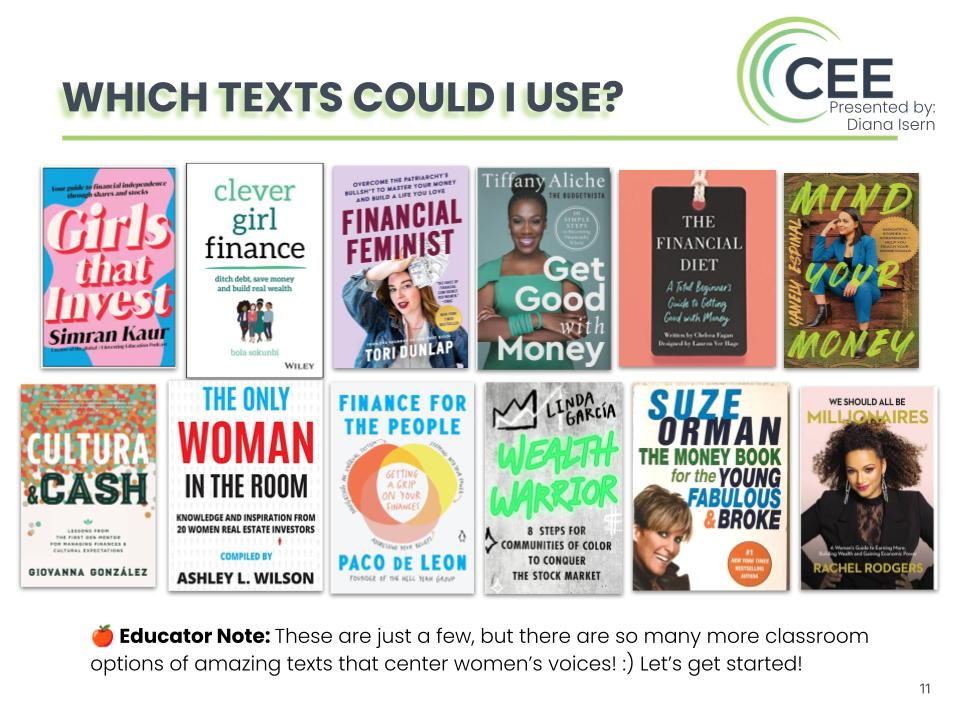 WHICH TEXTS COULD I USE?
CEE
Presented by:
Diana Isern
Your guide to financial independence
through shares and stocks
Girls
that
Invest
Simran Kaur
clever
girl
finance
ditch debt, save money
and build real wealth
bola sokunbi
WILEY
OVERCOME THE PATRIARCHY'S
BULLSH*T TO MASTER YOUR MONEY
AND BUILD A LIFE YOU LOVE
FINANCIAL
FEMINIST
TORI DUNLAP
Tiffany Aliche
THE BUDGETNISTA
10
SIMPLE
STEPS
Get
Good
with
Money
THE
FINANCIAL
DIET
A Total Beginner's
Guide to Getting
Good with Money
Written by Chelsea Fagan
Designed by Lauren Ver Hage
MIND
YOUR
MONEY
YANELY ESPINAL
CULTURA
& CASH
LESSONS FROM
THE FIRST GEN MENTOR
FOR MANAGING FINANCES &
CULTURAL EXPECTATIONS
GIOVANNA GONZÁLEZ
THE ONLY
WOMAN
IN THE ROOM
KNOWLEDGE AND INSPIRATION FROM
20 WOMEN REAL ESTATE INVESTORS
COMPILED BY
ASHLEY L. WILSON
FINANCE FOR
THE PEOPLE
GETTING
A GRIP
ON YOUR
FINANCES
PACO DE LEON
FOUNDER OF THE HELL YEAH GROUP
LINDA
GARCÍA
WEALTH
WARRIOR
8 STEPS FOR
COMMUNITIES OF COLOR
TO CONQUER
THE STOCK MARKET
SUZE
ORMAN
THE MONEY BOOK
for the YOUNG
FABULOUS
& BROKE
#1
NEW YORK TIMES
BESTSELLING
AUTHOR
WE SHOULD ALL BE
MILLIONAIRES
A Woman's Guide to Earning More,
Building Wealth and Gaining Economic Power
RACHEL RODGERS
🍎 Educator Note: These are just a few, but there are so many more classroom
options of amazing texts that center women's voices! :) Let's get started!
11